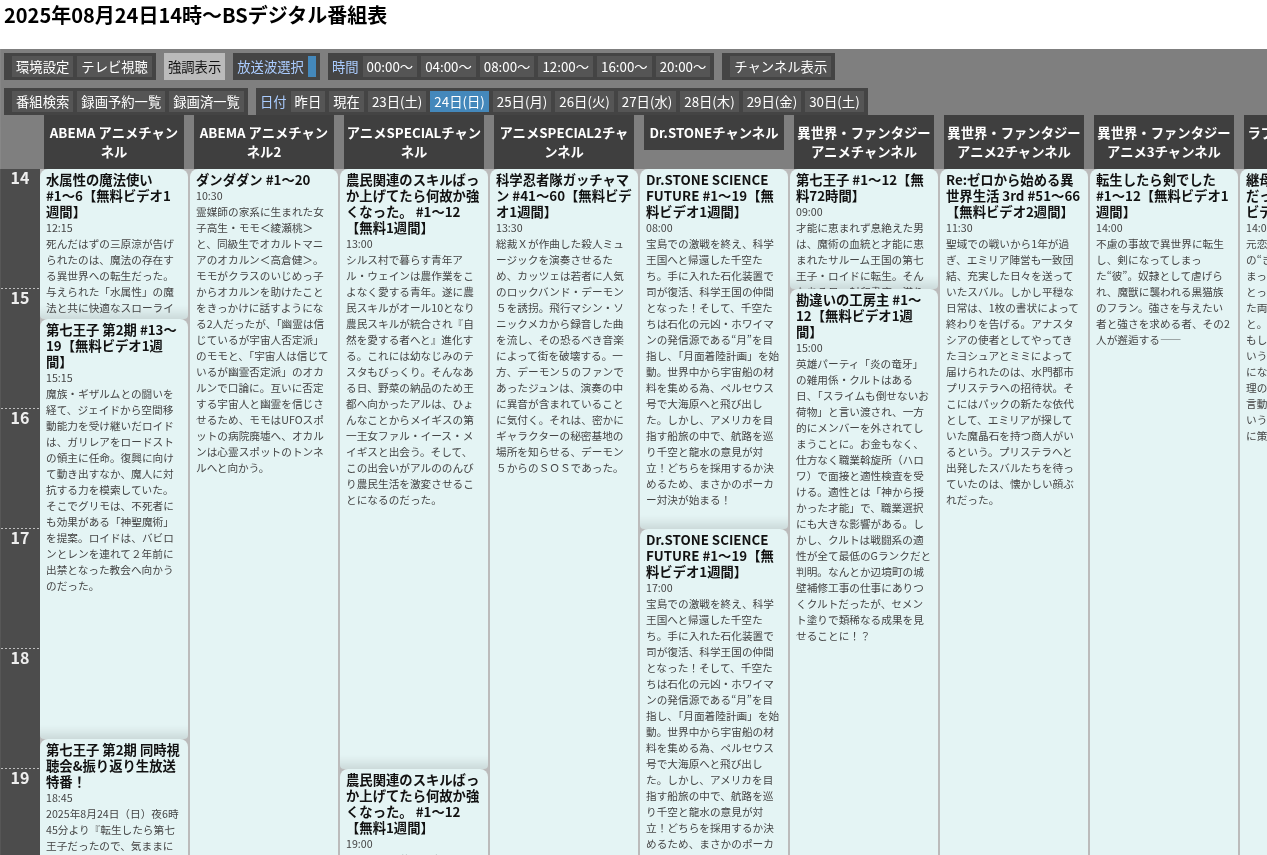 2025年08月24日14時～BSデジタル番組表
環境設定 テレビ視聴 強調表示 放送波選択 時間 00:00～ 04:00～ 08:00～ 12:00～ 16:00～ 20:00～ チャンネル表示
番組検索 録画予約一覧 録画済一覧 日付 昨日 現在 23日(土) 24日(日) 25日(月) 26日(火) 27日(水) 28日(木) 29日(金) 30日(土)
ABEMA アニメチャン
ネル
ABEMA アニメチャン
ネル2
アニメSPECIALチャン
ネル
アニメSPECIAL2チャ
ンネル
Dr.STONEチャンネル
異世界・ファンタジー
アニメチャンネル
異世界・ファンタジー
アニメ2チャンネル
異世界・ファンタジー
アニメ3チャンネル
ラブ
14
15
16
17
18
19
水属性の魔法使い
#1～6【無料ビデオ1
週間】
12:15
死んだはずの三原涼が告げ
られたのは、魔法の存在す
る異世界への転生だった。
与えられた「水属性」の魔
法と共に快適なスローライ
第七王子 第2期 #13～
19【無料ビデオ1週
間】
15:15
魔族・ギザルムとの闘いを
経て、ジェイドから空間移
動能力を受け継いだロイド
は、ガリレアをロードスト
の領主に任命。復興に向け
て動き出すなか、魔人に対
抗する力を模索していた。
そこでグリモは、不死者に
も効果がある「神聖魔術」
を提案。ロイドは、バビロ
ンとレンを連れて２年前に
出禁となった教会へ向かう
のだった。
第七王子 第2期 同時視
聴会&振り返り生放送
特番！
18:45
2025年8月24日（日）夜6時
45分より『転生したら第七
王子だったので、気ままに
ダンダダン #1～20
10:30
霊媒師の家系に生まれた女
子高生・モモ＜綾瀬桃＞
と、同級生でオカルトマニ
アのオカルン＜高倉健＞。
モモがクラスのいじめっ子
からオカルンを助けたこと
をきっかけに話すようにな
る2人だったが、「幽霊は信
じているが宇宙人否定派」
のモモと、「宇宙人は信じて
いるが幽霊否定派」のオカ
ルンで口論に。互いに否定
する宇宙人と幽霊を信じさ
せるため、モモはUFOスポ
ットの病院廃墟へ、オカル
ンは心霊スポットのトンネ
ルへと向かう。
農民関連のスキルばっ
か上げてたら何故か強
くなった。 #1～12
【無料1週間】
13:00
シルス村で暮らす青年ア
ル・ウェインは農作業をこ
よなく愛する青年。遂に農
民スキルがオール10となり
農民スキルが統合され『自
然を愛する者へと』進化す
る。これには幼なじみのテ
スタもびっくり。そんなあ
る日、野菜の納品のため王
都へ向かったアルは、ひょ
んなことからメイギスの第
一王女ファル・イース・メ
イギスと出会う。そして、
この出会いがアルののんび
り農民生活を激変させるこ
とになるのだった。
農民関連のスキルばっ
か上げてたら何故か強
くなった。 #1～12
【無料1週間】
19:00
科学忍者隊ガッチャマ
ン #41～60【無料ビデ
オ1週間】
13:30
総裁Ｘが作曲した殺人ミュ
ージックを演奏させるた
め、カッツェは若者に人気
のロックバンド・デーモン
５を誘拐。飛行マシン・ソ
ニックメカから録音した曲
を流し、その恐るべき音楽
によって街を破壊する。一
方、デーモン５のファンで
あったジュンは、演奏の中
に異音が含まれていること
に気付く。それは、密かに
ギャラクターの秘密基地の
場所を知らせる、デーモン
５からのＳＯＳであった。
Dr.STONE SCIENCE
FUTURE #1～19【無
料ビデオ1週間】
08:00
宝島での激戦を終え、科学
王国へと帰還した千空た
ち。手に入れた石化装置で
司が復活、科学王国の仲間
となった！そして、千空た
ちは石化の元凶・ホワイマ
ンの発信源である“月”を目
指し、「月面着陸計画」を始
動。世界中から宇宙船の材
料を集める為、ペルセウス
号で大海原へと飛び出し
た。しかし、アメリカを目
指す船旅の中で、航路を巡
り千空と龍水の意見が対
立！どちらを採用するか決
めるため、まさかのポーカ
ー対決が始まる！
Dr.STONE SCIENCE
FUTURE #1～19【無
料ビデオ1週間】
17:00
宝島での激戦を終え、科学
王国へと帰還した千空た
ち。手に入れた石化装置で
司が復活、科学王国の仲間
となった！そして、千空た
ちは石化の元凶・ホワイマ
ンの発信源である“月”を目
指し、「月面着陸計画」を始
動。世界中から宇宙船の材
料を集める為、ペルセウス
号で大海原へと飛び出し
た。しかし、アメリカを目
指す船旅の中で、航路を巡
り千空と龍水の意見が対
立！どちらを採用するか決
めるため、まさかのポーカ
第七王子 #1～12【無
料72時間】
09:00
才能に恵まれず息絶えた男
は、魔術の血統と才能に恵
まれたサルーム王国の第七
王子・ロイドに転生。そん
勘違いの工房主 #1～
12【無料ビデオ1週
間】
15:00
英雄パーティ「炎の竜牙」
の雑用係・クルトはある
日、「スライムも倒せないお
荷物」と言い渡され、一方
的にメンバーを外されてし
まうことに。お金もなく、
仕方なく職業斡旋所（ハロ
ワ）で面接と適性検査を受
ける。適性とは「神から授
かった才能」で、職業選択
にも大きな影響がある。し
かし、クルトは戦闘系の適
性が全て最低のGランクだと
判明。なんとか辺境町の城
壁補修工事の仕事にありつ
くクルトだったが、セメン
ト塗りで類稀なる成果を見
せることに！？
Re:ゼロから始める異
世界生活 3rd #51～66
【無料ビデオ2週間】
11:30
聖域での戦いから1年が過
ぎ、エミリア陣営も一致団
結、充実した日々を送って
いたスバル。しかし平穏な
日常は、1枚の書状によって
終わりを告げる。アナスタ
シアの使者としてやってき
たヨシュアとミミによって
届けられたのは、水門都市
プリステラへの招待状。そ
こにはパックの新たな依代
として、エミリアが探して
いた魔晶石を持つ商人がい
るという。プリステラへと
出発したスバルたちを待っ
ていたのは、懐かしい顔ぶ
れだった。
転生したら剣でした
#1～12【無料ビデオ1
週間】
14:00
不慮の事故で異世界に転生
し、剣になってしまっ
た“彼”。奴隷として虐げら
れ、魔獣に襲われる黒猫族
のフラン。強さを与えたい
者と強さを求める者、その2
人が邂逅する――